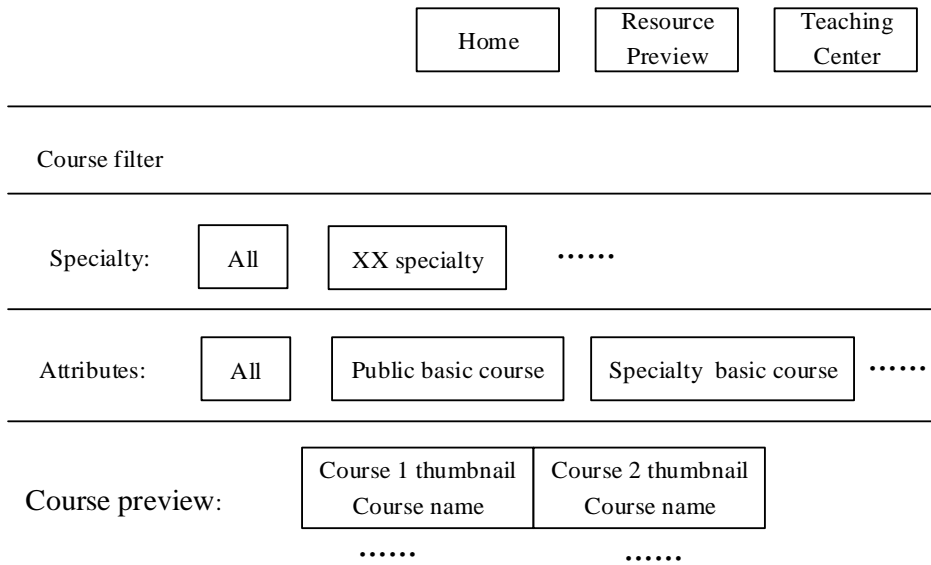 Home
Resource
Preview
Teaching
Center
Course filter
Specialty:
All
XX specialty
……
Attributes:
All
Public basic course
Specialty basic course
……
Course preview:
Course 1 thumbnail
Course name
Course 2 thumbnail
Course name
……
……